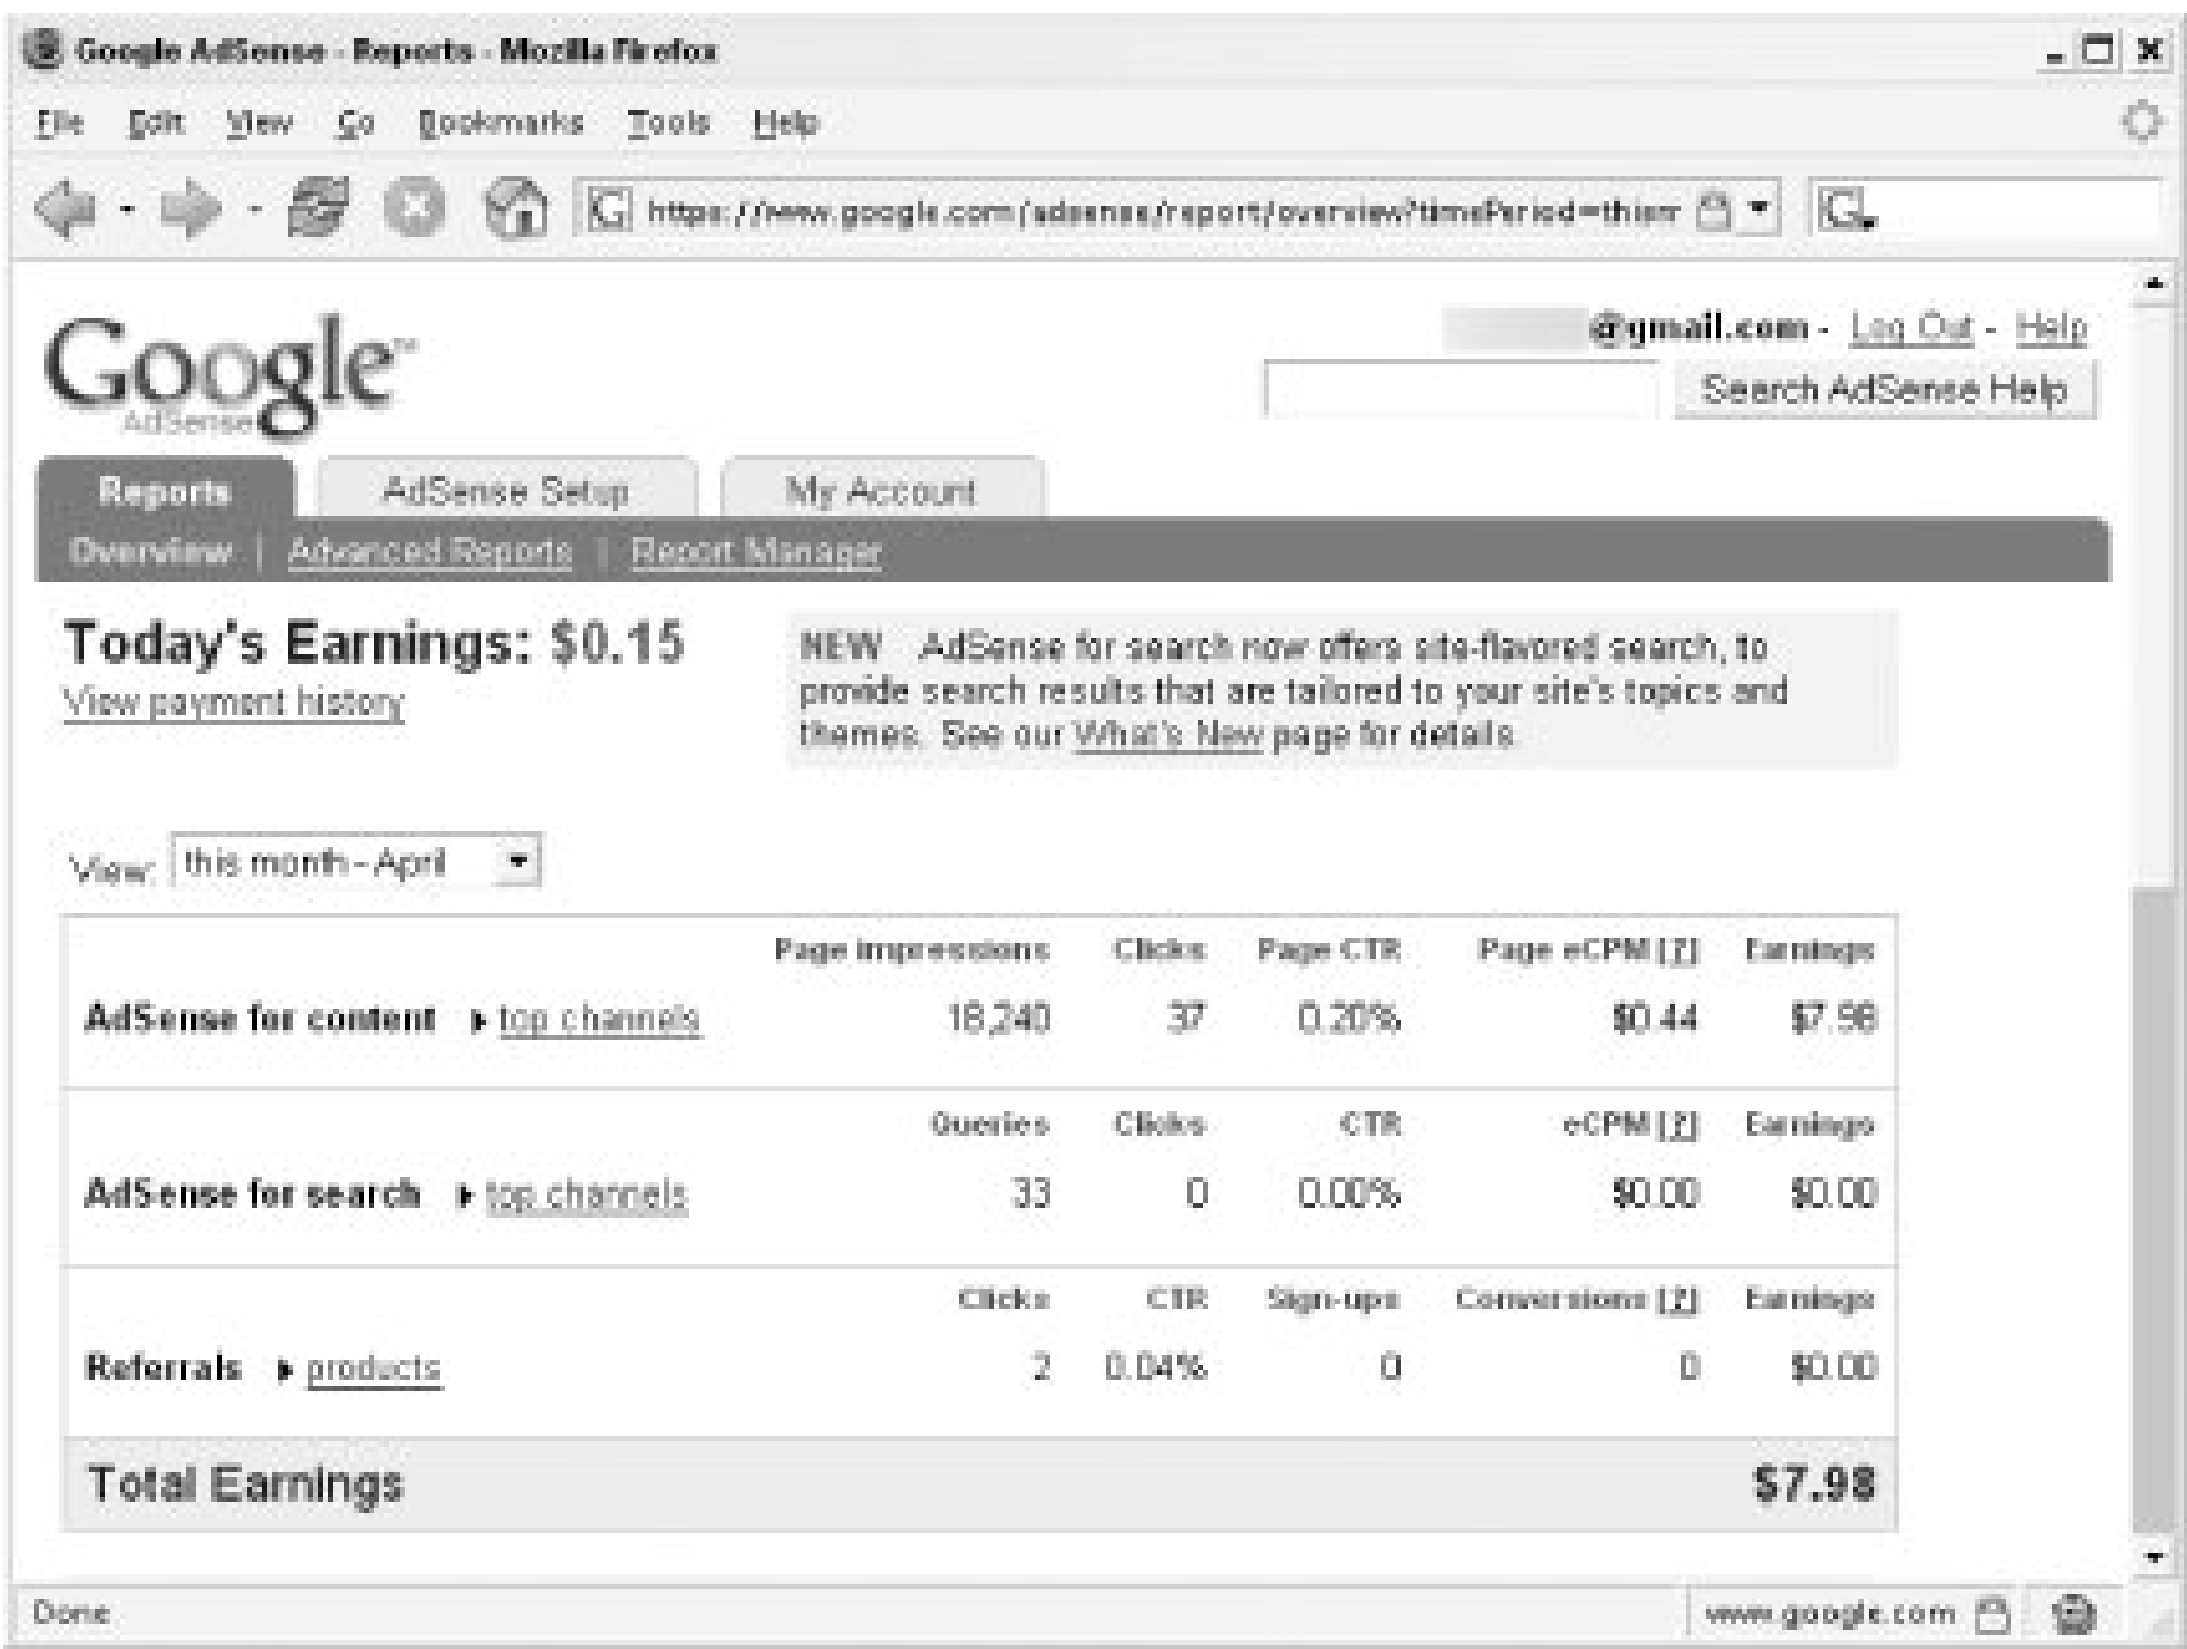 Google AdSense - Reports - Mozilla Firefox
File Edit View Go Bookmarks Tools Help
https://www.google.com/adsense/report/overview?timePeriod=thism
@gmail.com - Log Out - Help
Google™
AdSense
Search AdSense Help
Reports AdSense Setup My Account
Overview | Advanced Reports | Report Manager
Today's Earnings: $0.15
View payment history
NEW AdSense for search now offers site-flavored search, to
provide search results that are tailored to your site's topics and
themes. See our What's New page for details.
View: this month - April
Page impressions Clicks Page CTR Page eCPM [?] Earnings
AdSense for content top channels 18,240 37 0.20% $0.44 $7.98
Queries Clicks CTR eCPM [?] Earnings
AdSense for search top channels 33 0 0.00% $0.00 $0.00
Clicks CTR Sign-ups Conversions [?] Earnings
Referrals products 2 0.04% 0 0 $0.00
Total Earnings $7.98
Done www.google.com